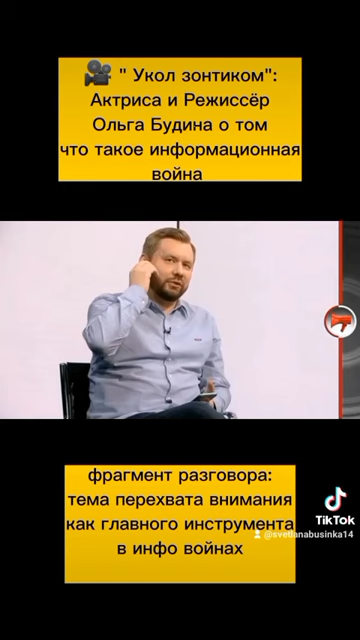 " Укол зонтиком":
Актриса и Режиссёр
Ольга Будина о том
что такое информационная
война
фрагмент разговора:
тема перехвата внимания
как главного инструмента
в инфо войнах
TikTok
@svetlanabusinka14